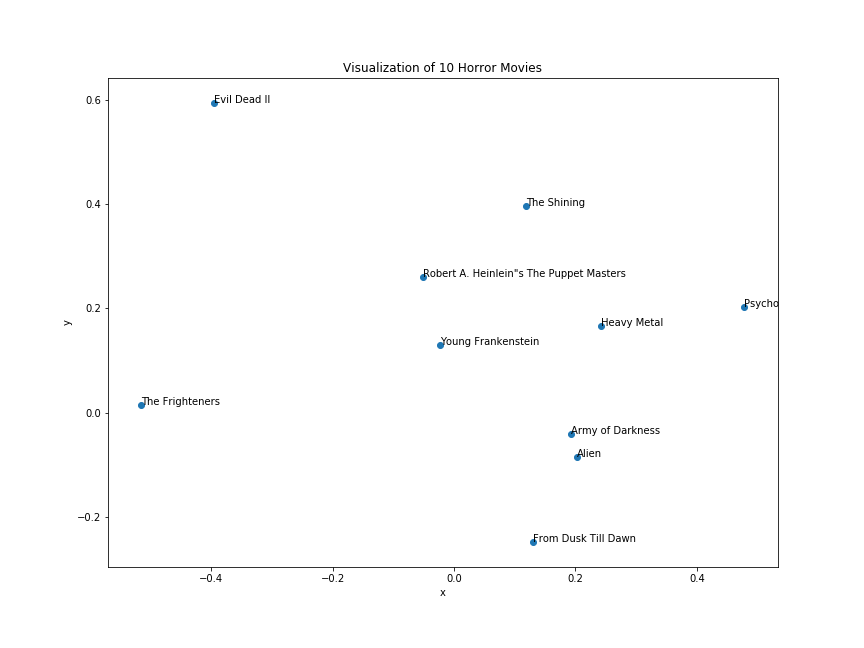 Visualization of 10 Horror Movies
0.6
Evil Dead II
0.4
The Shining
Robert A. Heinlein"s The Puppet Masters
0.2
Psycho
Heavy Metal
Young Frankenstein
y
0.0
The Frighteners
Army of Darkness
Alien
−0.2
From Dusk Till Dawn
−0.4
−0.2
0.0
0.2
0.4
x